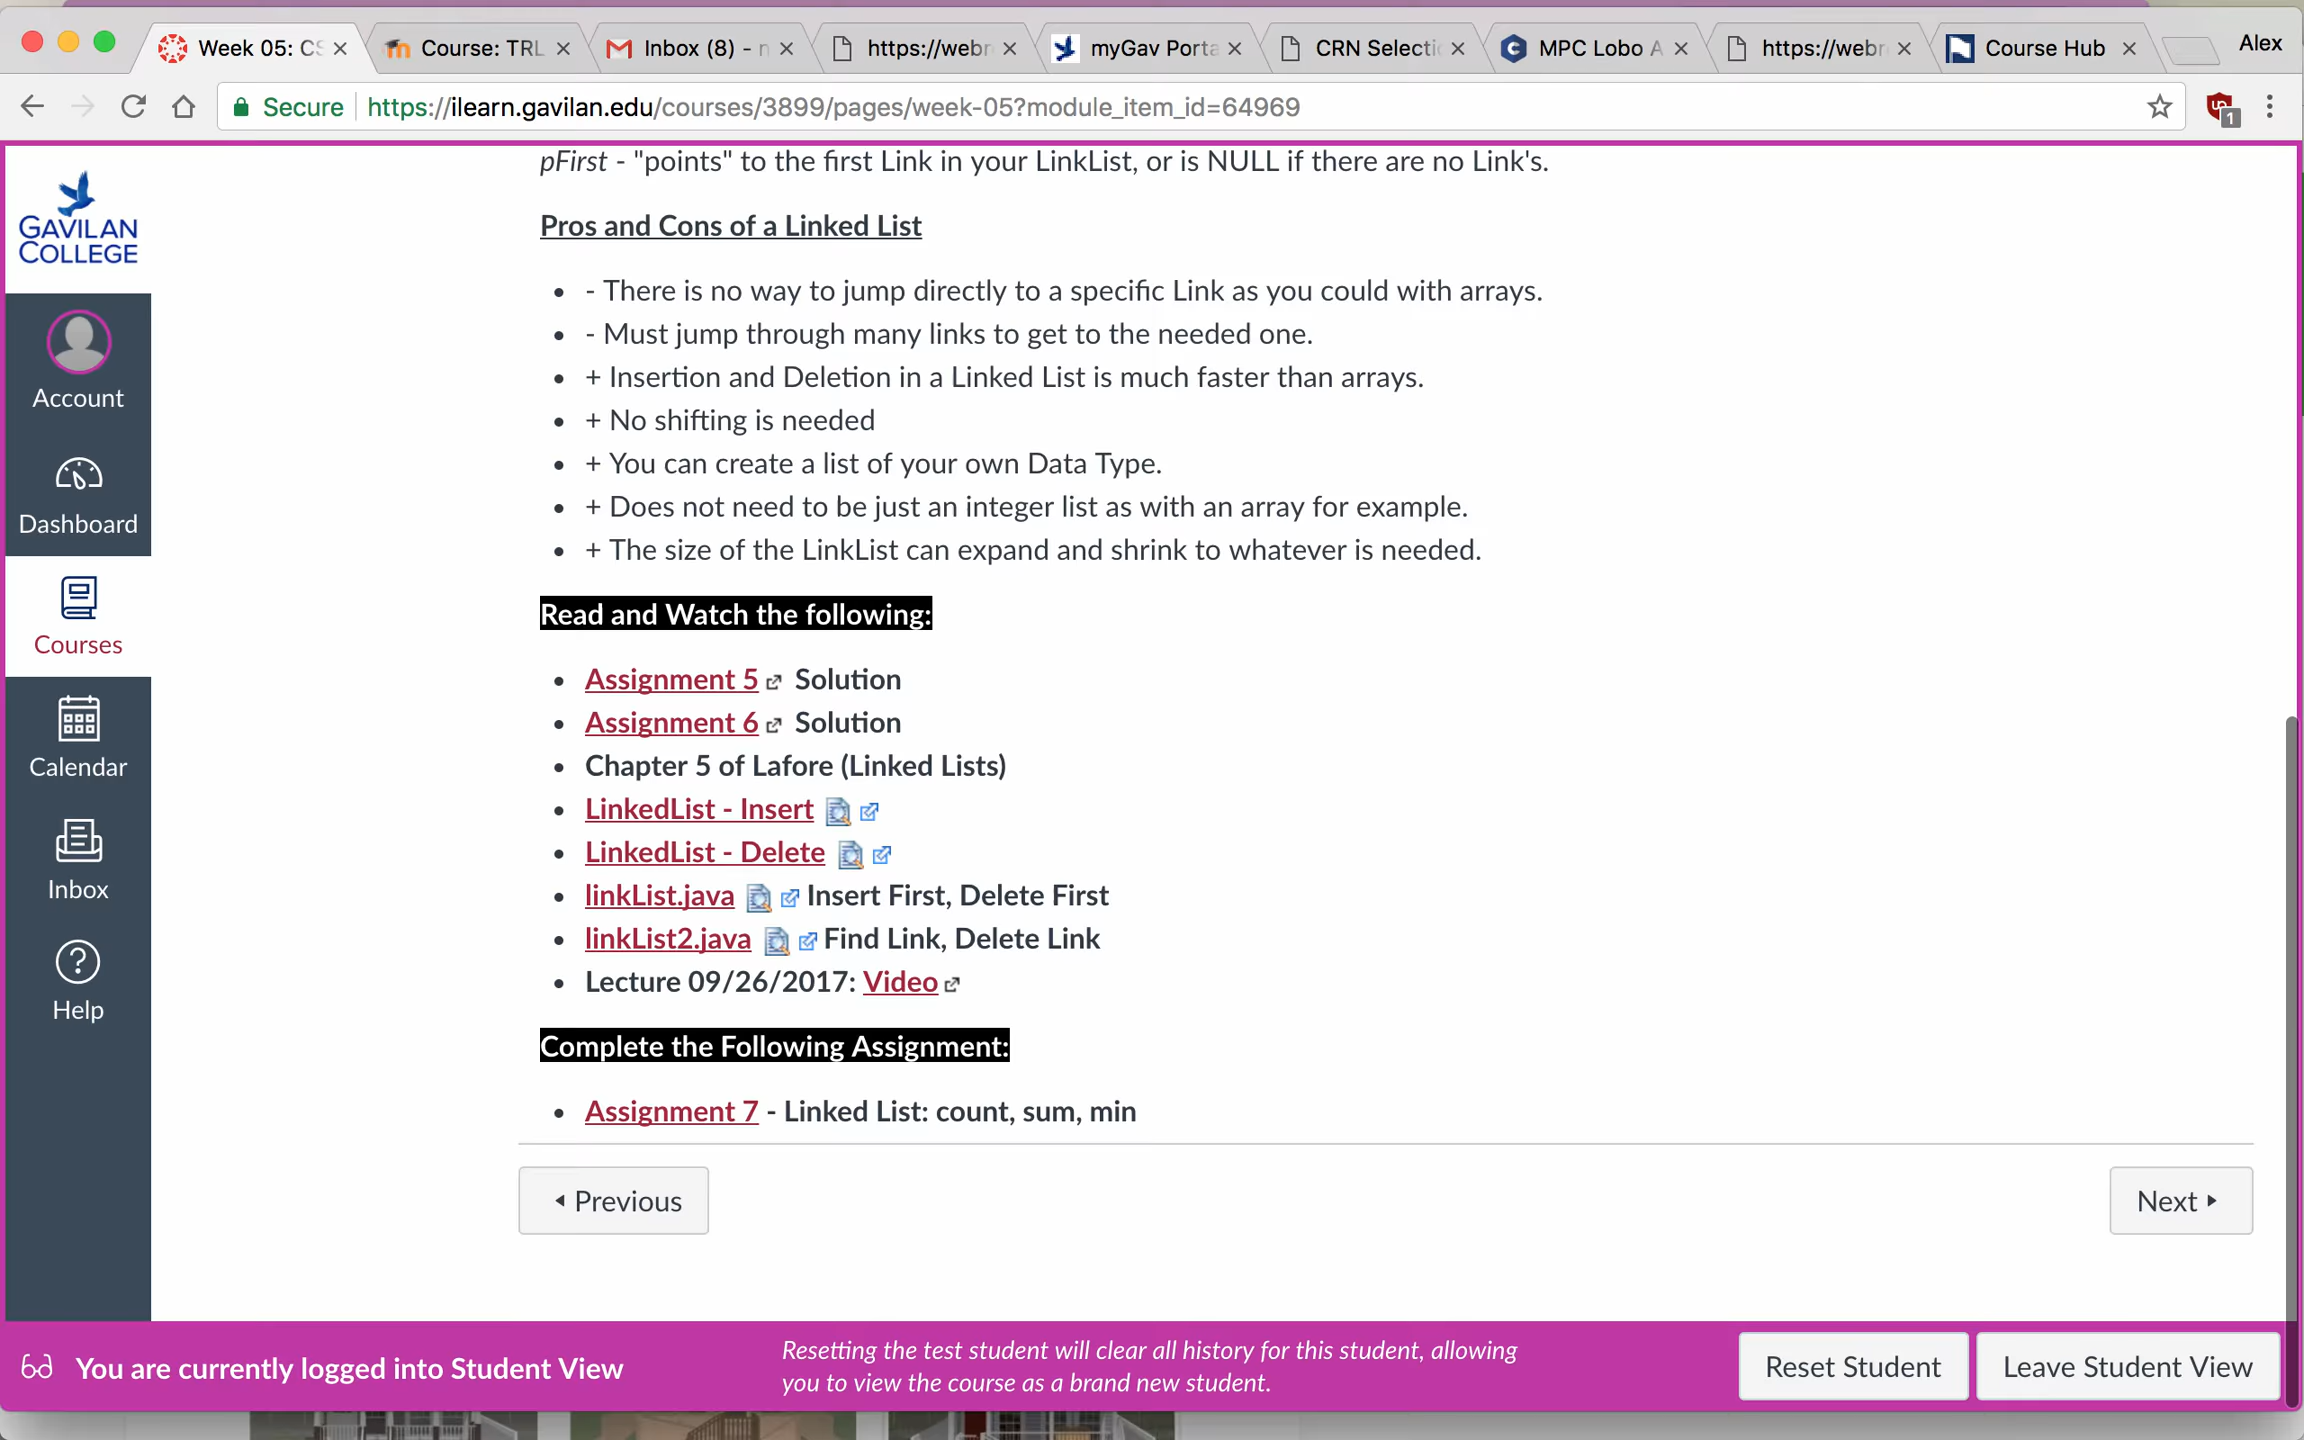 Week 05: CS
Course: TRL
Inbox (8) - n
https://webr
myGav Porta
CRN Selecti
MPC Lobo A
https://webr
Course Hub
Alex
Secure https://ilearn.gavilan.edu/courses/3899/pages/week-05?module_item_id=64969
1
GAVILAN
COLLEGE
Account
Dashboard
Courses
Calendar
Inbox
Help
pFirst - "points" to the first Link in your LinkList, or is NULL if there are no Link's.
Pros and Cons of a Linked List
- There is no way to jump directly to a specific Link as you could with arrays.
- Must jump through many links to get to the needed one.
+ Insertion and Deletion in a Linked List is much faster than arrays.
+ No shifting is needed
+ You can create a list of your own Data Type.
+ Does not need to be just an integer list as with an array for example.
+ The size of the LinkList can expand and shrink to whatever is needed.
Read and Watch the following:
Assignment 5 Solution
Assignment 6 Solution
Chapter 5 of Lafore (Linked Lists)
LinkedList - Insert
LinkedList - Delete
linkList.java Insert First, Delete First
linkList2.java Find Link, Delete Link
Lecture 09/26/2017: Video
Complete the Following Assignment:
Assignment 7 - Linked List: count, sum, min
Previous
Next
You are currently logged into Student View
Resetting the test student will clear all history for this student, allowing
you to view the course as a brand new student.
Reset Student
Leave Student View